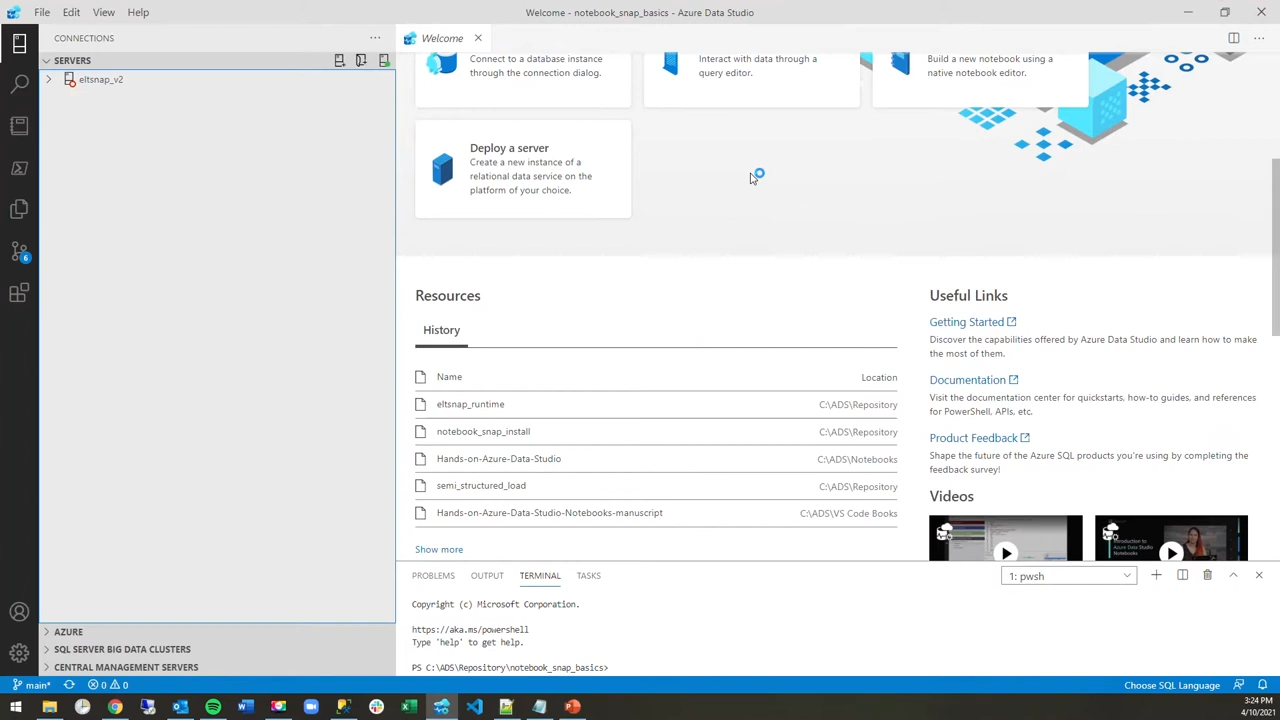 File Edit View Help
Welcome - notebook_snap_basics - Azure Data Studio
CONNECTIONS
SERVERS
eltsnap_v2
AZURE
SQL SERVER BIG DATA CLUSTERS
CENTRAL MANAGEMENT SERVERS
Welcome
Connect to a database instance
through the connection dialog.
Interact with data through a
query editor.
Build a new notebook using a
native notebook editor.
Deploy a server
Create a new instance of a
relational data service on the
platform of your choice.
Resources
History
Name Location
eltsnap_runtime C:\ADS\Repository
notebook_snap_install C:\ADS\Repository
Hands-on-Azure-Data-Studio C:\ADS\Notebooks
semi_structured_load C:\ADS\Repository
Hands-on-Azure-Data-Studio-Notebooks-manuscript C:\ADS\VS Code Books
Show more
Useful Links
Getting Started
Discover the capabilities offered by Azure Data Studio and learn how to make
the most of them.
Documentation
Visit the documentation center for quickstarts, how-to guides, and references
for PowerShell, APIs, etc.
Product Feedback
Shape the future of the Azure SQL products you're using by completing the
feedback survey!
Videos
Introduction to
Azure Data Studio
Notebooks
PROBLEMS OUTPUT TERMINAL TASKS
1: pwsh
Copyright (c) Microsoft Corporation.
https://aka.ms/powershell
Type 'help' to get help.
PS C:\ADS\Repository\notebook_snap_basics>
6
main* 0 0
Choose SQL Language
3:24 PM
4/10/2021